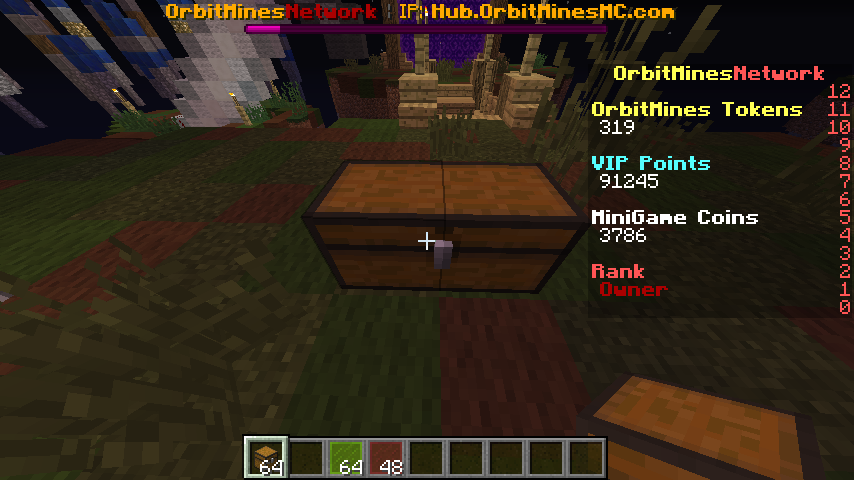 OrbitMinesNetwork IP: Hub.OrbitMinesMC.com
OrbitMinesNetwork
12
OrbitMines Tokens 11
319 10
9
VIP Points 8
91245 7
6
MiniGame Coins 5
3786 4
3
Rank 2
Owner 1
0
64 64 48